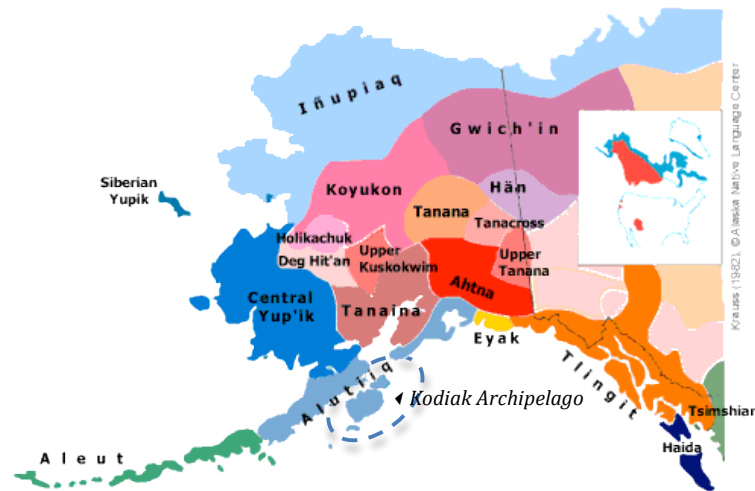 Iñupiaq
Gwich'in
Siberian
Yupik
Koyukon
Hän
Tanana
Tanacross
Holikachuk
Deg Hit'an
Upper
Kuskokwim
Upper
Tanana
Ahtna
Central
Yup'ik
Tanaina
Eyak
Alutiiq
Kodiak Archipelago
Tlingit
Tsimshian
Haida
Aleut
Krauss (1982), © Alaska Native Language Center